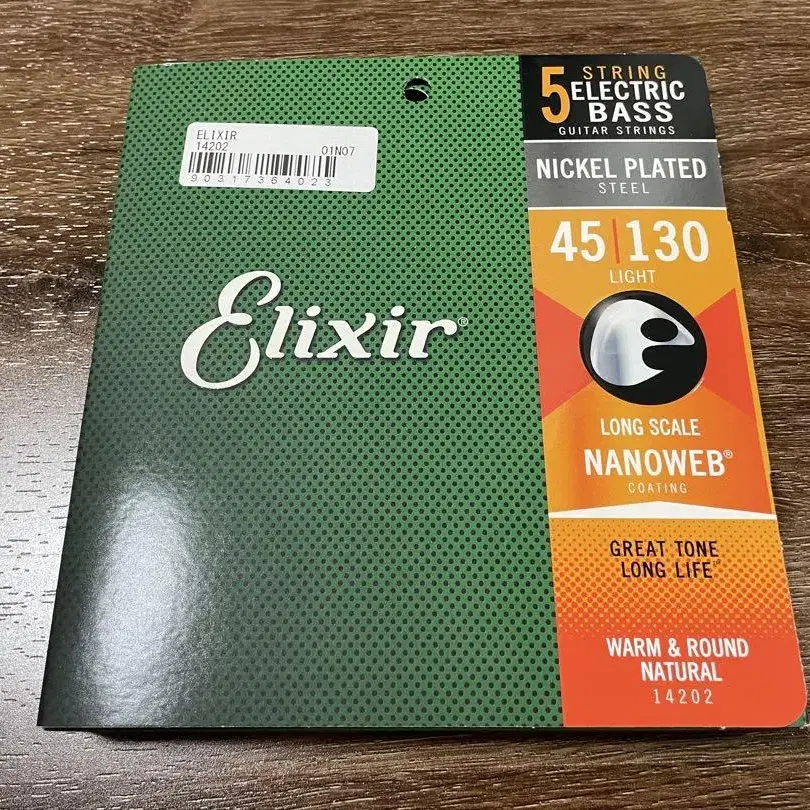 ELIXIR
14202 01N07
90317364023
Elixir®
5 STRING
ELECTRIC
BASS
GUITAR STRINGS
NICKEL PLATED
STEEL
45|130
LIGHT
LONG SCALE
NANOWEB®
COATING
GREAT TONE
LONG LIFE™
WARM & ROUND
NATURAL
14202